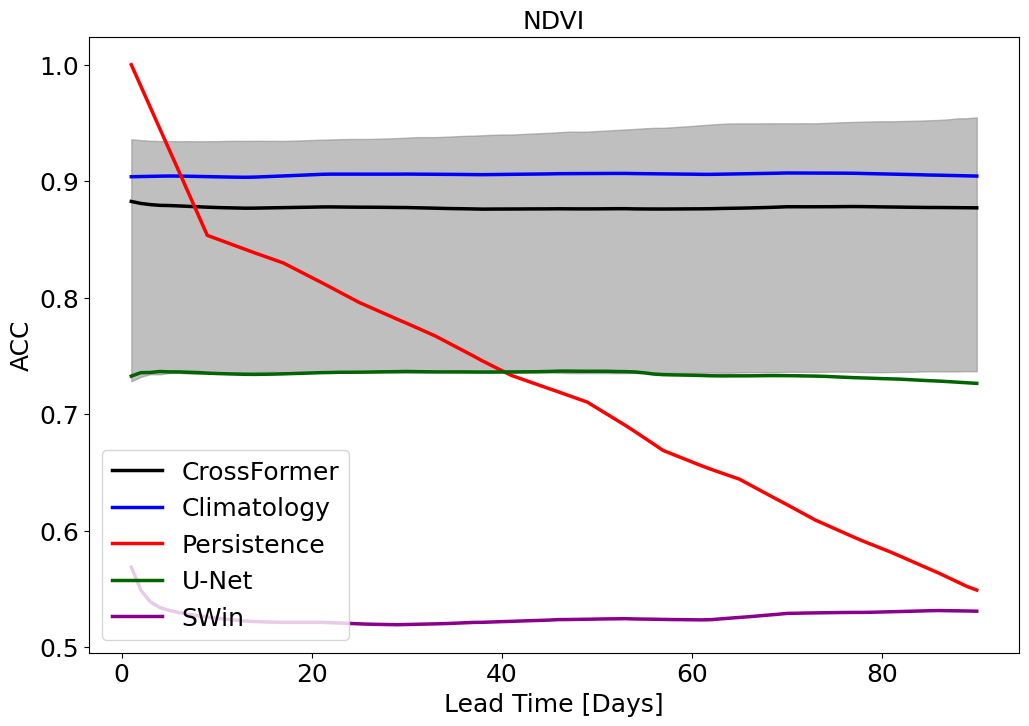 NDVI
ACC
1.0
0.9
0.8
0.7
0.6
0.5
CrossFormer
Climatology
Persistence
U-Net
SWin
0 20 40 60 80
Lead Time [Days]